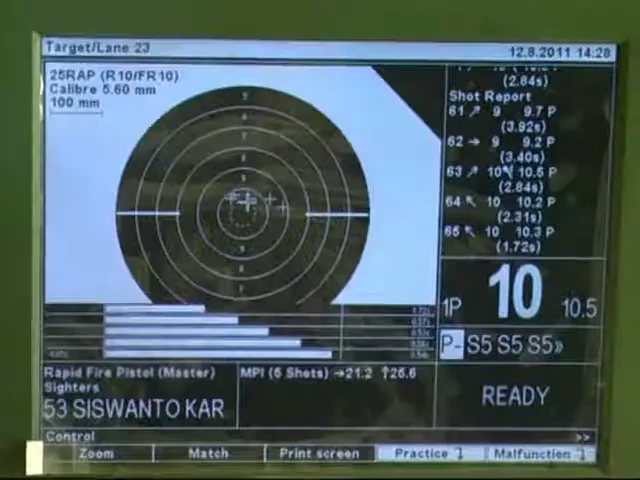 Target/Lane 23
12.8.2011 14:28
25RAP (R10/FR10)
Calibre 5.60 mm
100 mm
(2.84s)
Shot Report
61 ↗ 9 9.7 P
(3.92s)
62 → 9 9.2 P
(3.40s)
63 ↗ 10 10.5 P
(2.84s)
64 ↖ 10 10.2 P
(2.31s)
65 ↖ 10 10.3 P
(1.72s)
1P 10 10.5
P- S5 S5 S5»
Rapid Fire Pistol (Master)
Sighters
53 SISWANTO KAR
MPI (5 Shots) →21.2 ↑25.6
READY
Control >>
Zoom Match Print screen Practice Malfunction